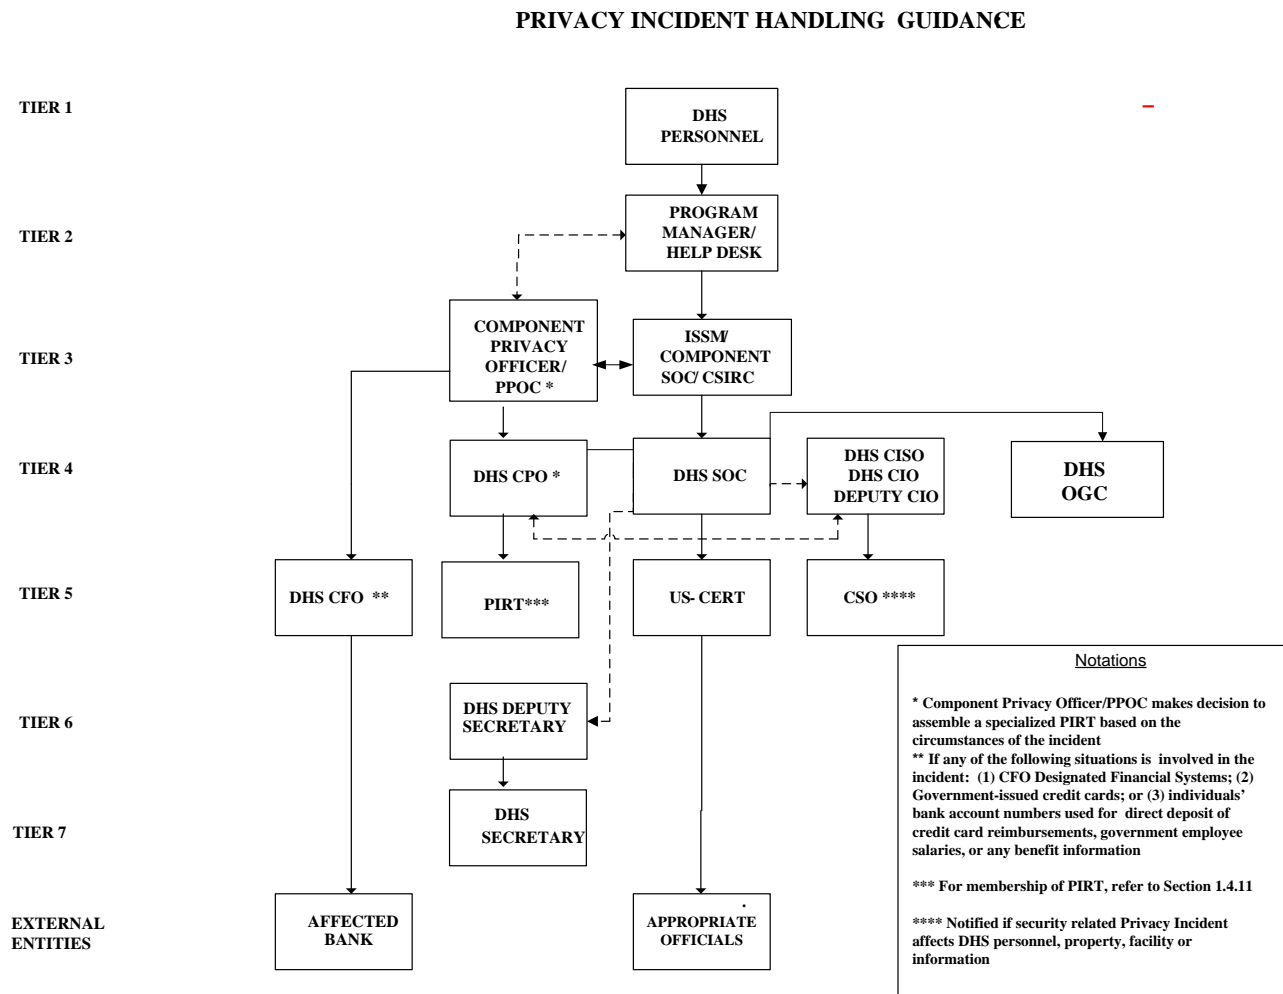 PRIVACY INCIDENT HANDLING GUIDANCE
TIER 1
DHS
PERSONNEL
TIER 2
PROGRAM
MANAGER/
HELP DESK
TIER 3
COMPONENT
PRIVACY
OFFICER/
PPOC *
ISSM/
COMPONENT
SOC/ CSIRC
TIER 4
DHS CPO *
DHS SOC
DHS CISO
DHS CIO
DEPUTY CIO
DHS
OGC
TIER 5
DHS CFO **
PIRT***
US- CERT
CSO ****
TIER 6
DHS DEPUTY
SECRETARY
TIER 7
DHS
SECRETARY
EXTERNAL
ENTITIES
AFFECTED
BANK
APPROPRIATE
OFFICIALS
Notations
* Component Privacy Officer/PPOC makes decision to
assemble a specialized PIRT based on the
circumstances of the incident
** If any of the following situations is involved in the
incident: (1) CFO Designated Financial Systems; (2)
Government-issued credit cards; or (3) individuals’
bank account numbers used for direct deposit of
credit card reimbursements, government employee
salaries, or any benefit information
*** For membership of PIRT, refer to Section 1.4.11
**** Notified if security related Privacy Incident
affects DHS personnel, property, facility or
information